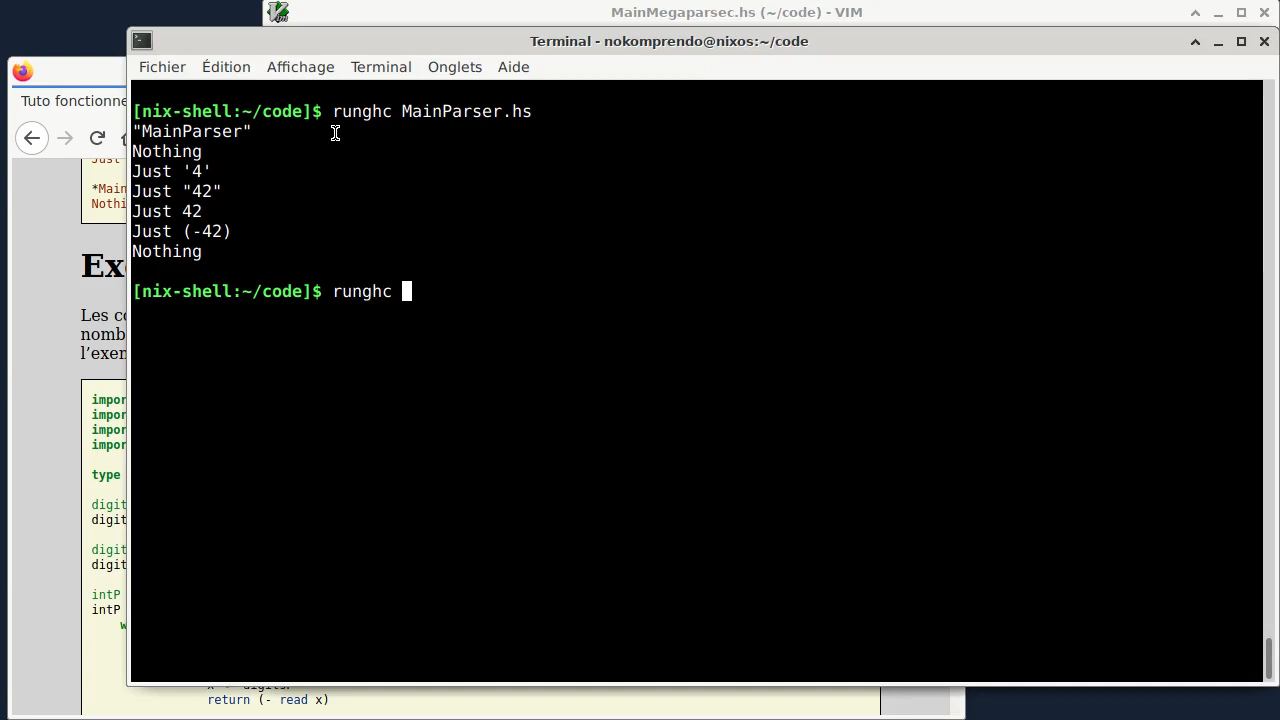 MainMegaparsec.hs (~/code) - VIM
Terminal - nokomprendo@nixos:~/code
Fichier Édition Affichage Terminal Onglets Aide
[nix-shell:~/code]$ runghc MainParser.hs
"MainParser"
Nothing
Just '4'
Just "42"
Just 42
Just (-42)
Nothing
[nix-shell:~/code]$ runghc
Tuto fonctionne
Just
*Main
Nothi
Ex
Les co
nomb
l'exer
impor
impor
impor
impor
type
digit
digit
digit
digit
intP
intP
w
return (- read x)